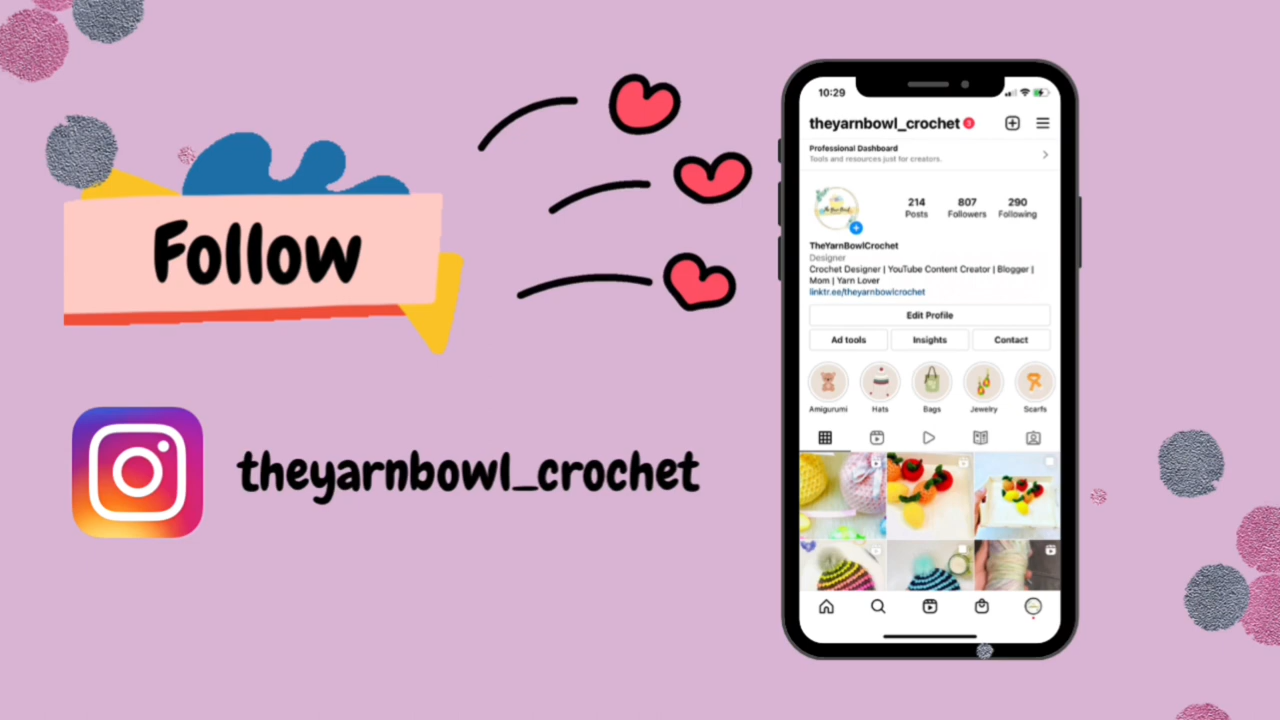 Follow
theyarnbowl_crochet
10:29
theyarnbowl_crochet 3
Professional Dashboard
Tools and resources just for creators.
214 807 290
Posts Followers Following
TheYarnBowlCrochet
Designer
Crochet Designer | YouTube Content Creator | Blogger |
Mom | Yarn Lover
linktr.ee/theyarnbowlcrochet
Edit Profile
Ad tools Insights Contact
Amigurumi Hats Bags Jewelry Scarfs